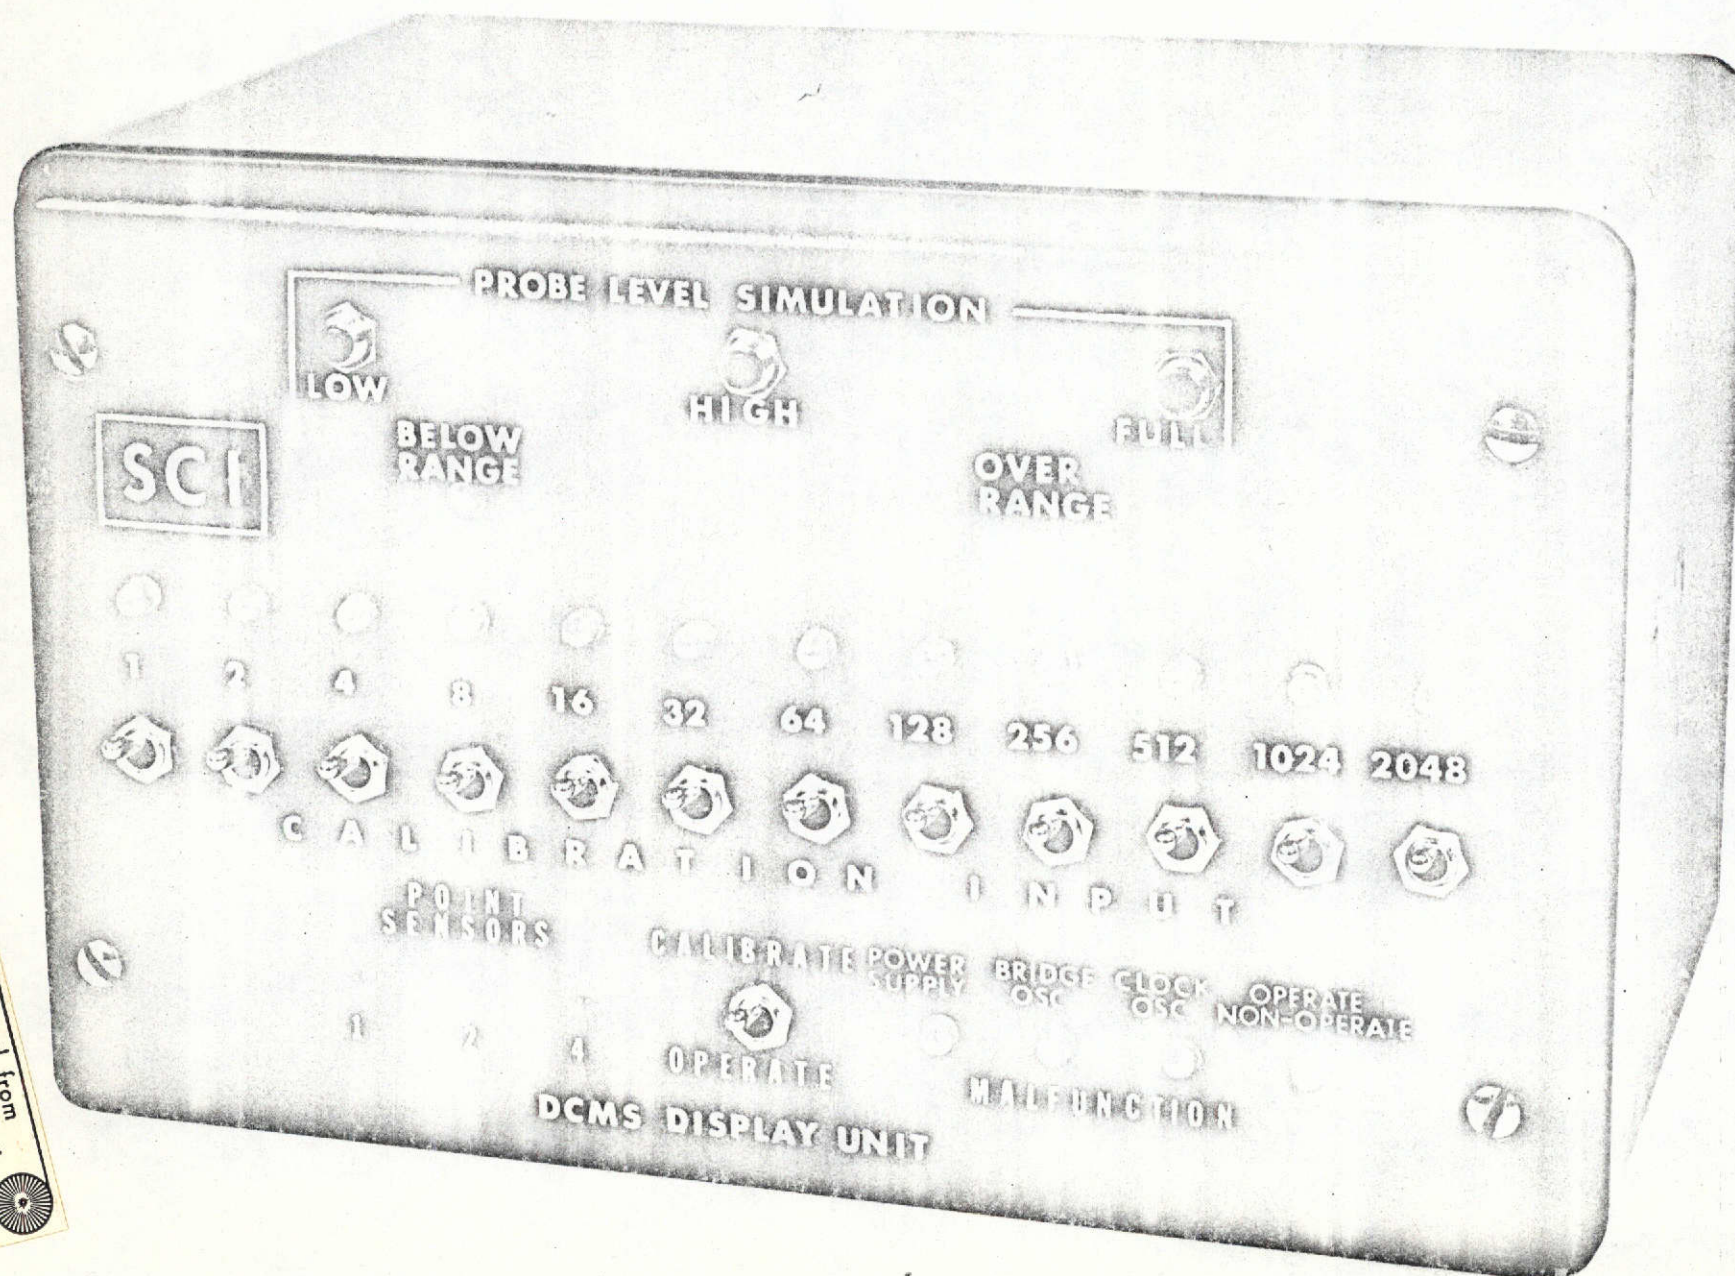 PROBE LEVEL SIMULATION
LOW
HIGH
FULL
BELOW
RANGE
OVER
RANGE
SCI
1 2 4 8 16 32 64 128 256 512 1024 2048
CALIBRATION INPUT
POINT
SENSORS
1 2 4
CALIBRATE
OPERATE
POWER
SUPPLY
BRIDGE
OSC
CLOCK
OSC
OPERATE
NON-OPERATE
MALFUNCTION
DCMS DISPLAY UNIT
from